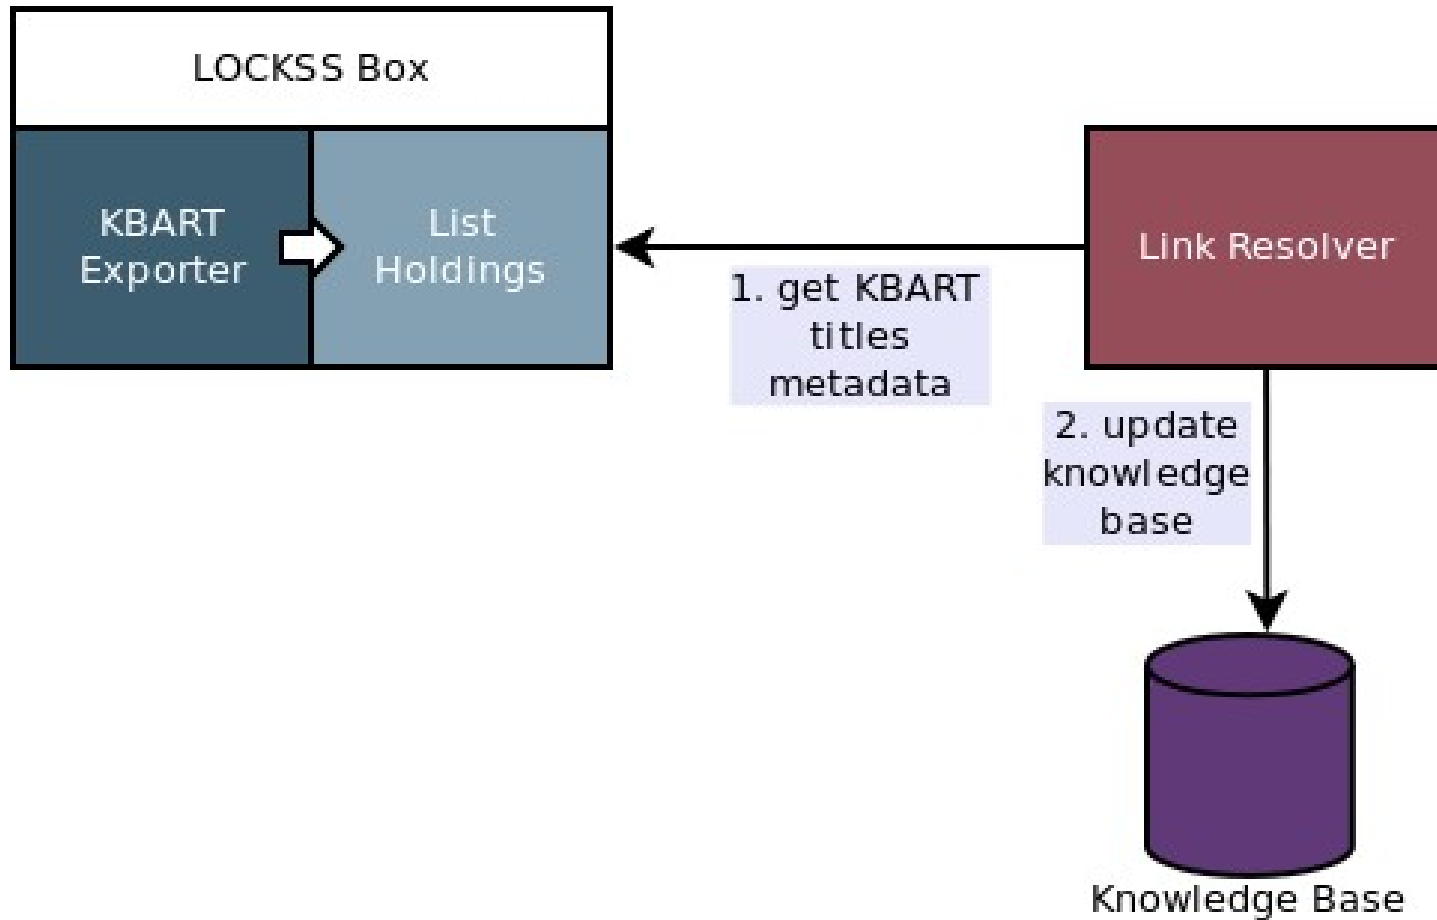 LOCKSS Box
KBART
Exporter
List
Holdings
Link Resolver
1. get KBART
titles
metadata
2. update
knowledge
base
Knowledge Base